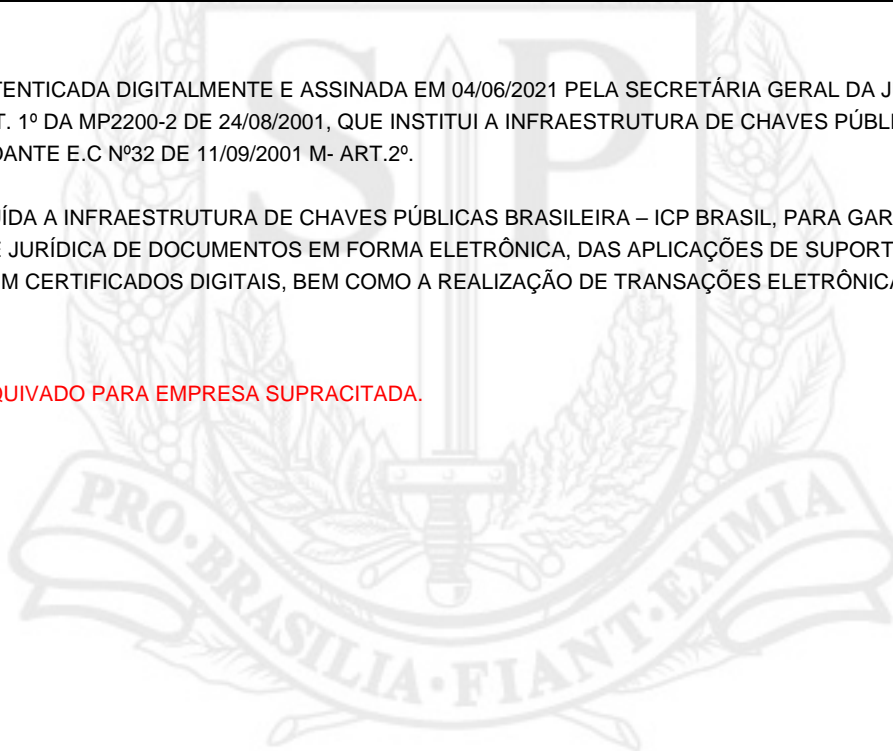 TENTICADA DIGITALMENTE E ASSINADA EM 04/06/2021 PELA SECRETÁRIA GERAL DA J
T. 1º DA MP2200-2 DE 24/08/2001, QUE INSTITUI A INFRAESTRUTURA DE CHAVES PÚBL
DANTE E.C Nº32 DE 11/09/2001 M- ART.2º.
ÍDA A INFRAESTRUTURA DE CHAVES PÚBLICAS BRASILEIRA – ICP BRASIL, PARA GAR
E JURÍDICA DE DOCUMENTOS EM FORMA ELETRÔNICA, DAS APLICAÇÕES DE SUPORT
M CERTIFICADOS DIGITAIS, BEM COMO A REALIZAÇÃO DE TRANSAÇÕES ELETRÔNICA
QUIVADO PARA EMPRESA SUPRACITADA.
SP
PRO·BRASILIA·FIANT·EXIMIA